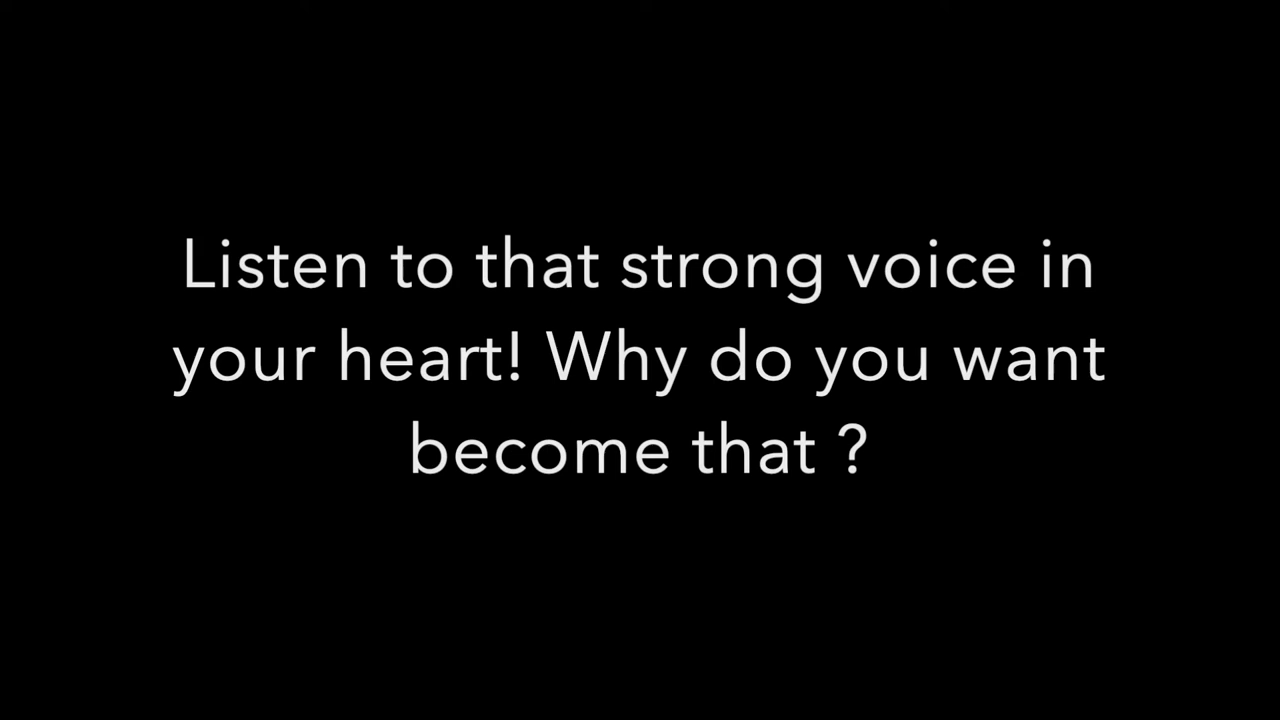 Listen to that strong voice in
your heart! Why do you want
become that ?